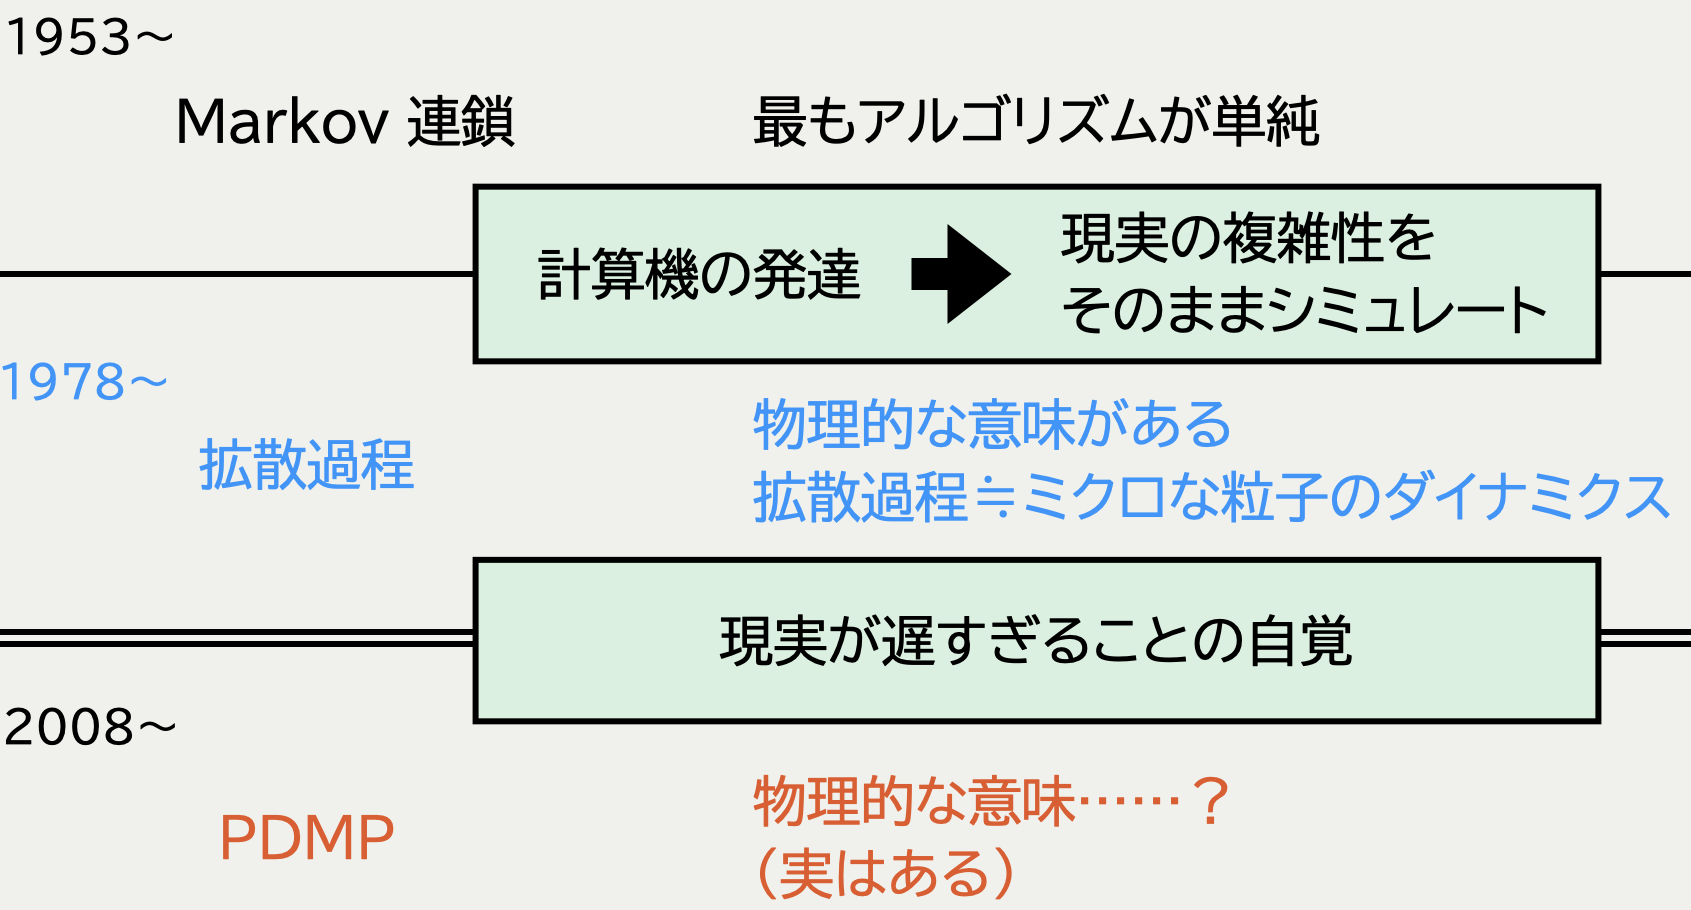 1953～
Markov 連鎖
最もアルゴリズムが単純
計算機の発達
現実の複雑性を
そのままシミュレート
1978～
拡散過程
物理的な意味がある
拡散過程≒ミクロな粒子のダイナミクス
現実が遅すぎることの自覚
2008～
PDMP
物理的な意味……？
（実はある）